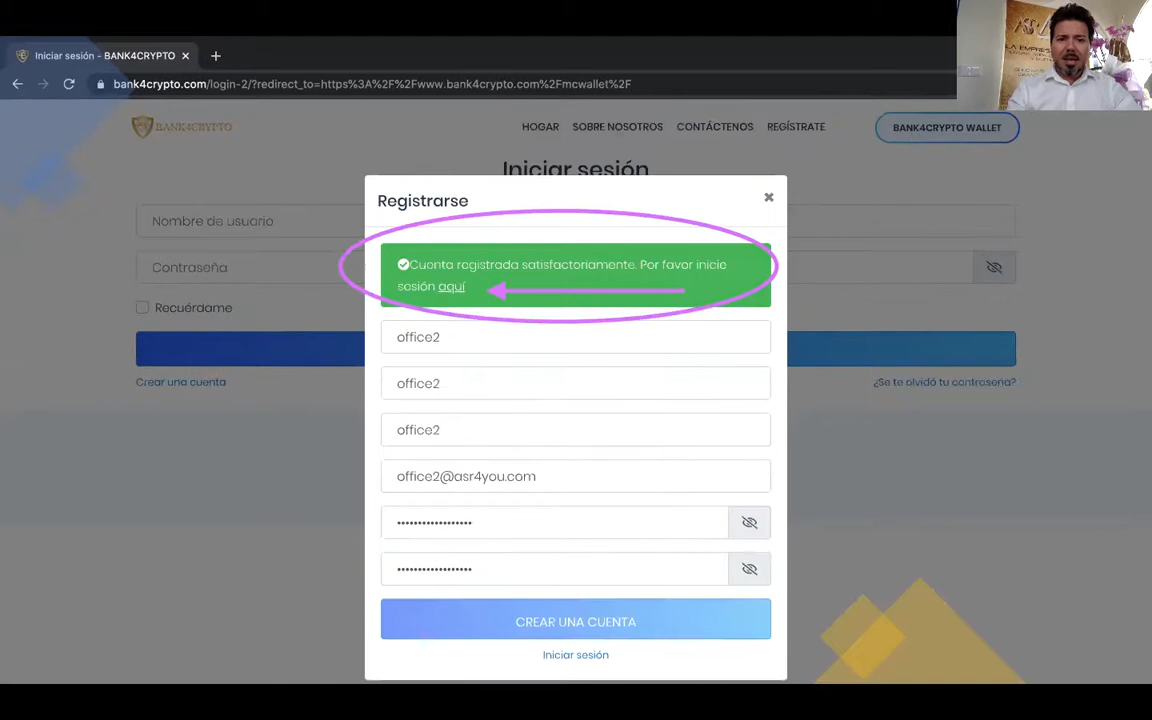 Iniciar sesión - BANK4CRYPTO
bank4crypto.com/login-2/?redirect_to=https%3A%2F%2Fwww.bank4crypto.com%2Fmcwallet%2F
BANK4CRYPTO
HOGAR
SOBRE NOSOTROS
CONTÁCTENOS
REGÍSTRATE
BANK4CRYPTO WALLET
Iniciar sesión
Nombre de usuario
Contraseña
Recuérdame
Crear una cuenta
¿Se te olvidó tu contraseña?
Registrarse
Cuenta registrada satisfactoriamente. Por favor inicie
sesión aquí
office2
office2
office2
office2@asr4you.com
CREAR UNA CUENTA
Iniciar sesión